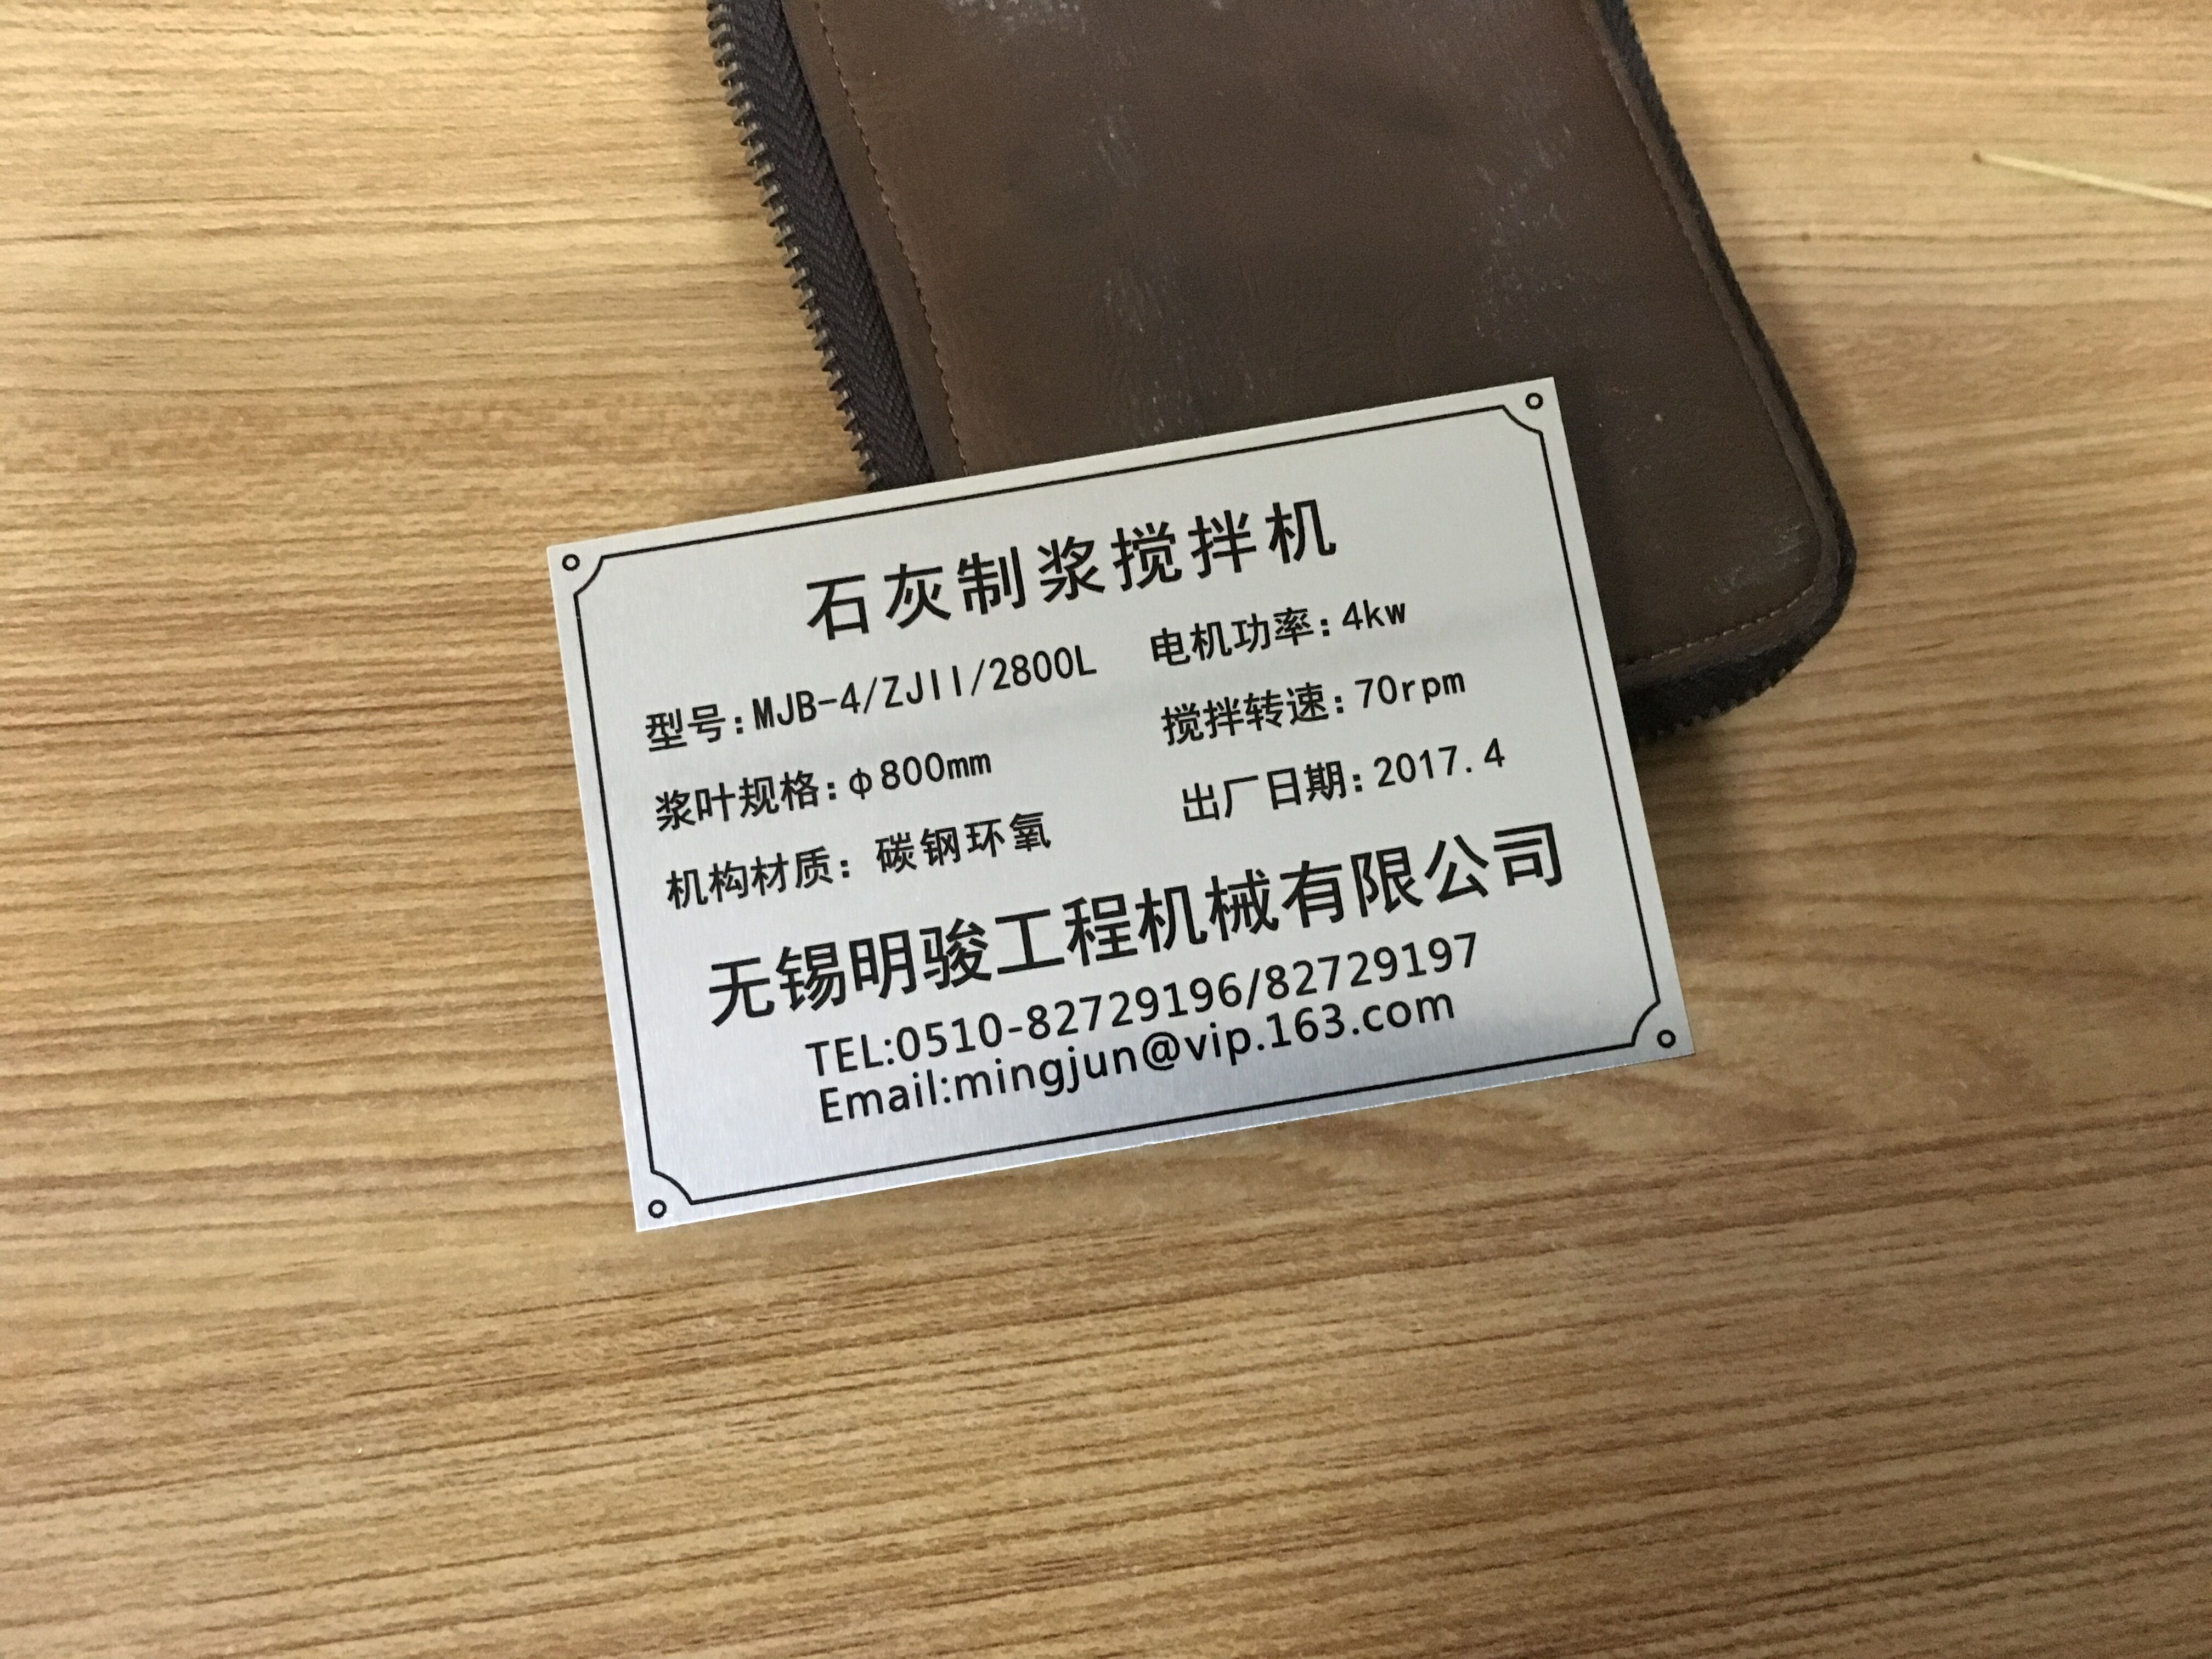 石灰制浆搅拌机
型号:MJB-4/ZJII/2800L 电机功率:4kw
浆叶规格:φ800mm 搅拌转速:70rpm
机构材质: 碳钢环氧 出厂日期:2017.4
无锡明骏工程机械有限公司
TEL:0510-82729196/82729197
Email:mingjun@vip.163.com